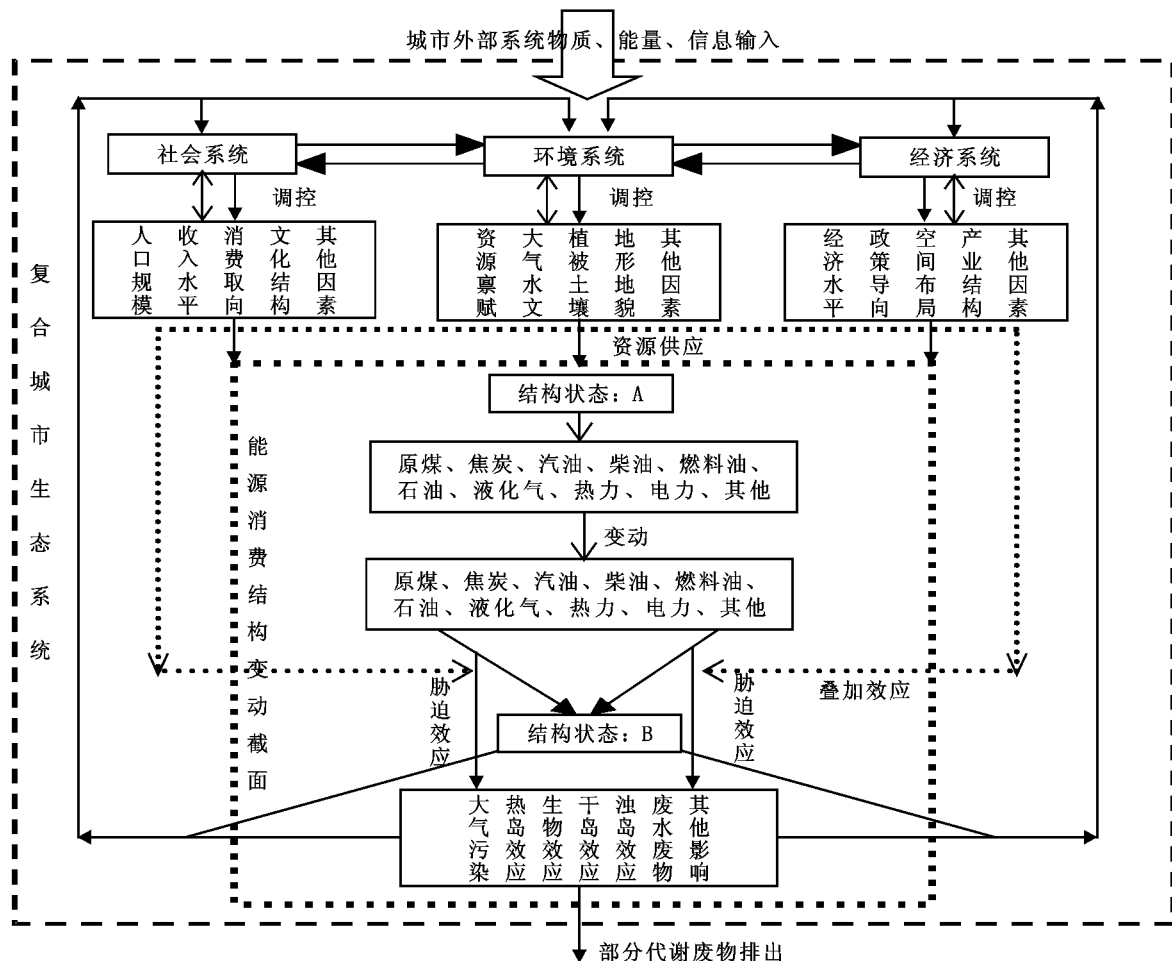 城市外部系统物质、能量、信息输入
社会系统
环境系统
经济系统
调控
调控
调控
人口规模
收入水平
消费取向
文化结构
其他因素
资源禀赋
大气水文
植被土壤
地形地貌
其他因素
经济水平
政策导向
空间布局
产业结构
其他因素
复合城市生态系统
资源供应
结构状态：A
能源消费结构变动截面
原煤、焦炭、汽油、柴油、燃料油、
石油、液化气、热力、电力、其他
变动
原煤、焦炭、汽油、柴油、燃料油、
石油、液化气、热力、电力、其他
胁迫效应
胁迫效应
叠加效应
结构状态：B
大气污染
热岛效应
生物效应
干岛效应
浊岛效应
废水废物
其他影响
部分代谢废物排出